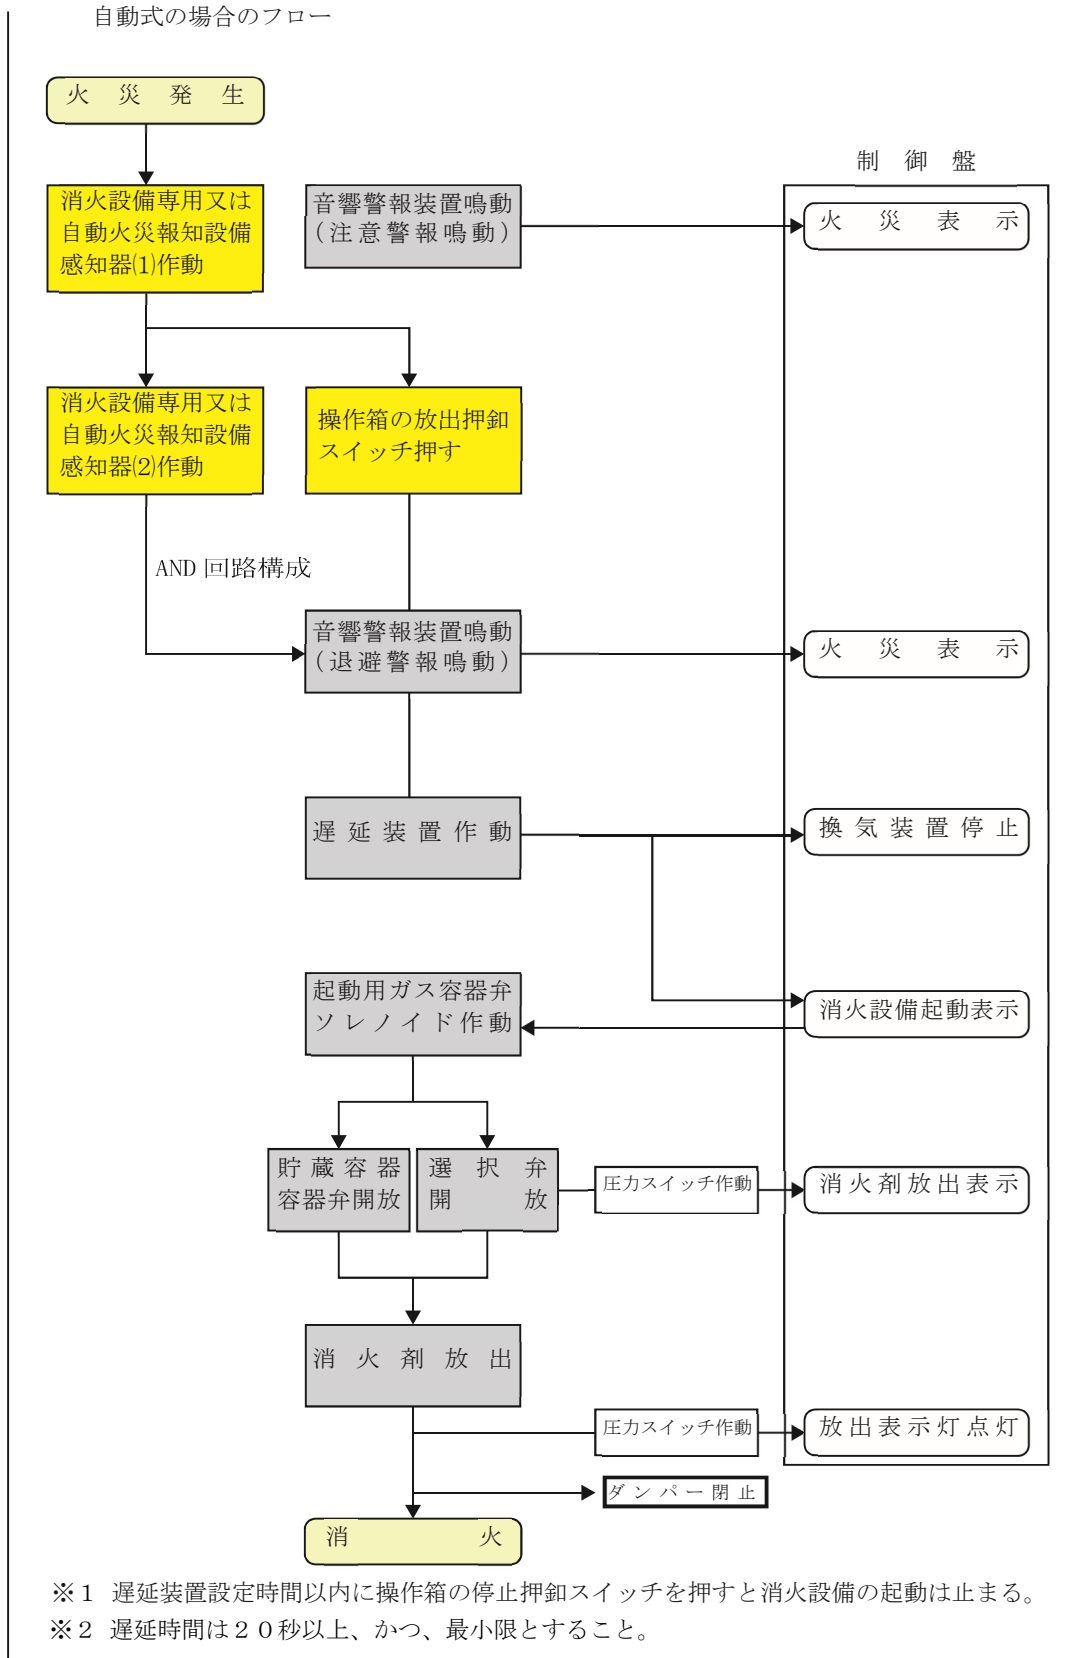 自動式の場合のフロー
火災発生
制御盤
消火設備専用又は
自動火災報知設備
感知器⑴作動
音響警報装置鳴動
（注意警報鳴動）
火災表示
消火設備専用又は
自動火災報知設備
感知器⑵作動
操作箱の放出押釦
スイッチ押す
AND 回路構成
音響警報装置鳴動
（退避警報鳴動）
火災表示
遅延装置作動
換気装置停止
起動用ガス容器弁
ソレノイド作動
消火設備起動表示
貯蔵容器
容器弁開放
選択弁
開放
圧力スイッチ作動
消火剤放出表示
消火剤放出
圧力スイッチ作動
放出表示灯点灯
ダンパー閉止
消火
※１ 遅延装置設定時間以内に操作箱の停止押釦スイッチを押すと消火設備の起動は止まる。
※２ 遅延時間は２０秒以上、かつ、最小限とすること。